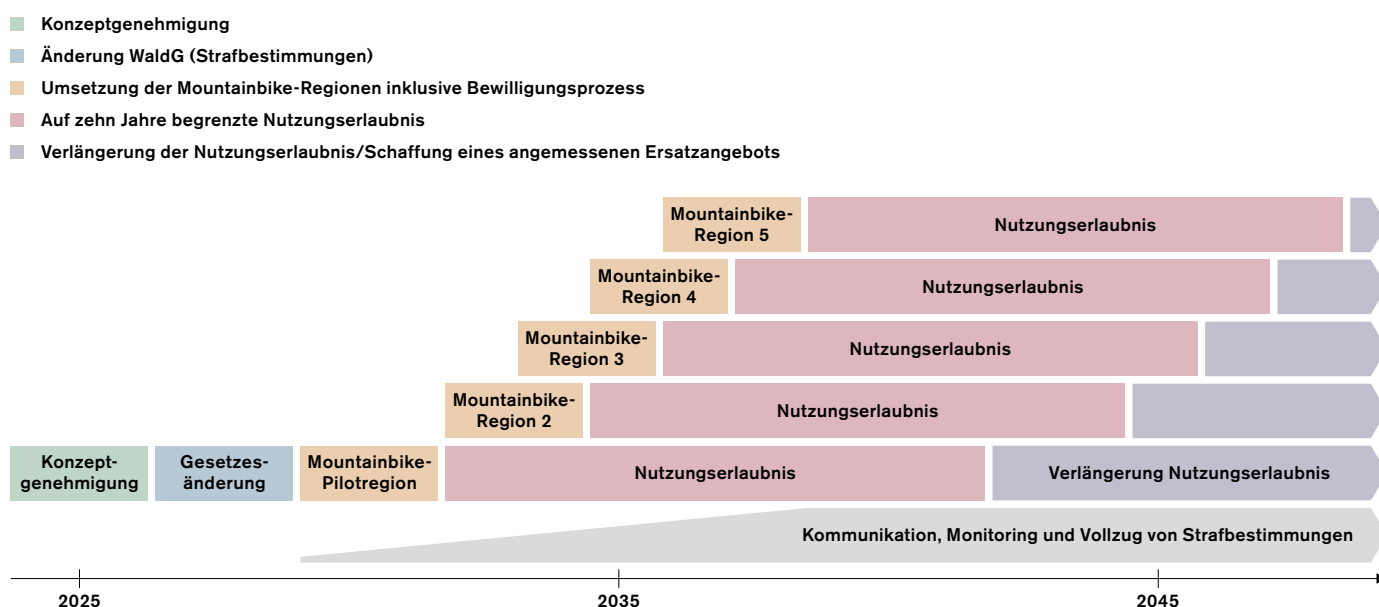 Konzeptgenehmigung
Änderung WaldG (Strafbestimmungen)
Umsetzung der Mountainbike-Regionen inklusive Bewilligungsprozess
Auf zehn Jahre begrenzte Nutzungserlaubnis
Verlängerung der Nutzungserlaubnis/Schaffung eines angemessenen Ersatzangebots
Mountainbike-
Region 5
Nutzungserlaubnis
Mountainbike-
Region 4
Nutzungserlaubnis
Mountainbike-
Region 3
Nutzungserlaubnis
Mountainbike-
Region 2
Nutzungserlaubnis
Konzept-
genehmigung
Gesetzes-
änderung
Mountainbike-
Pilotregion
Nutzungserlaubnis
Verlängerung Nutzungserlaubnis
Kommunikation, Monitoring und Vollzug von Strafbestimmungen
2025
2035
2045